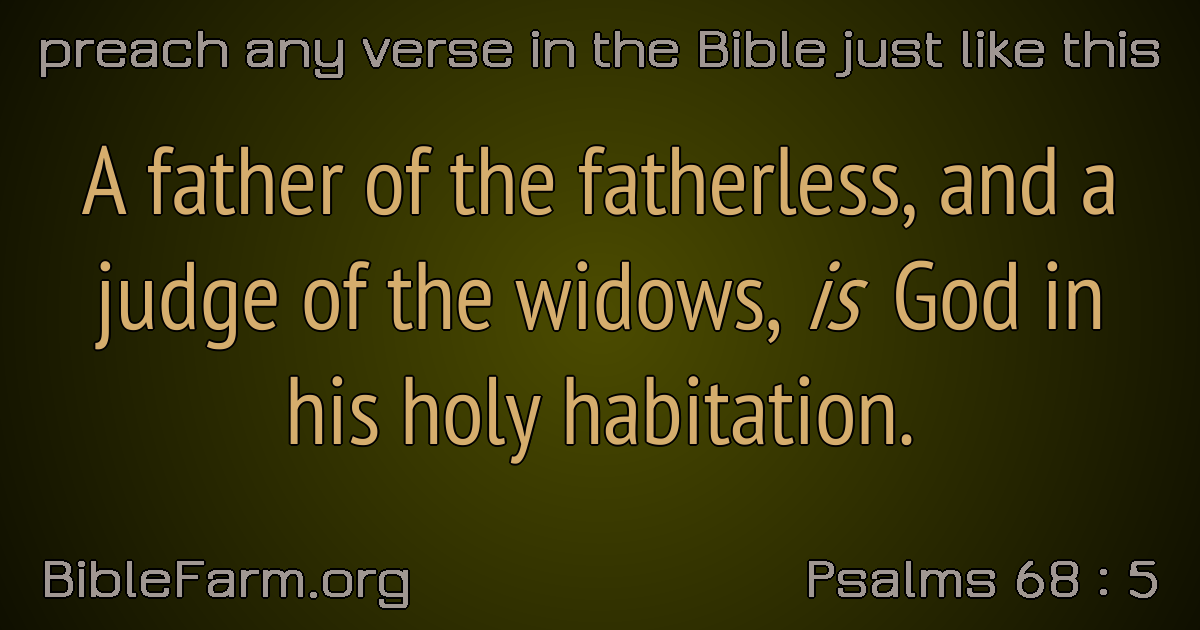 preach any verse in the Bible just like this
A father of the fatherless, and a
judge of the widows, is God in
his holy habitation.
BibleFarm.org
Psalms 68 : 5